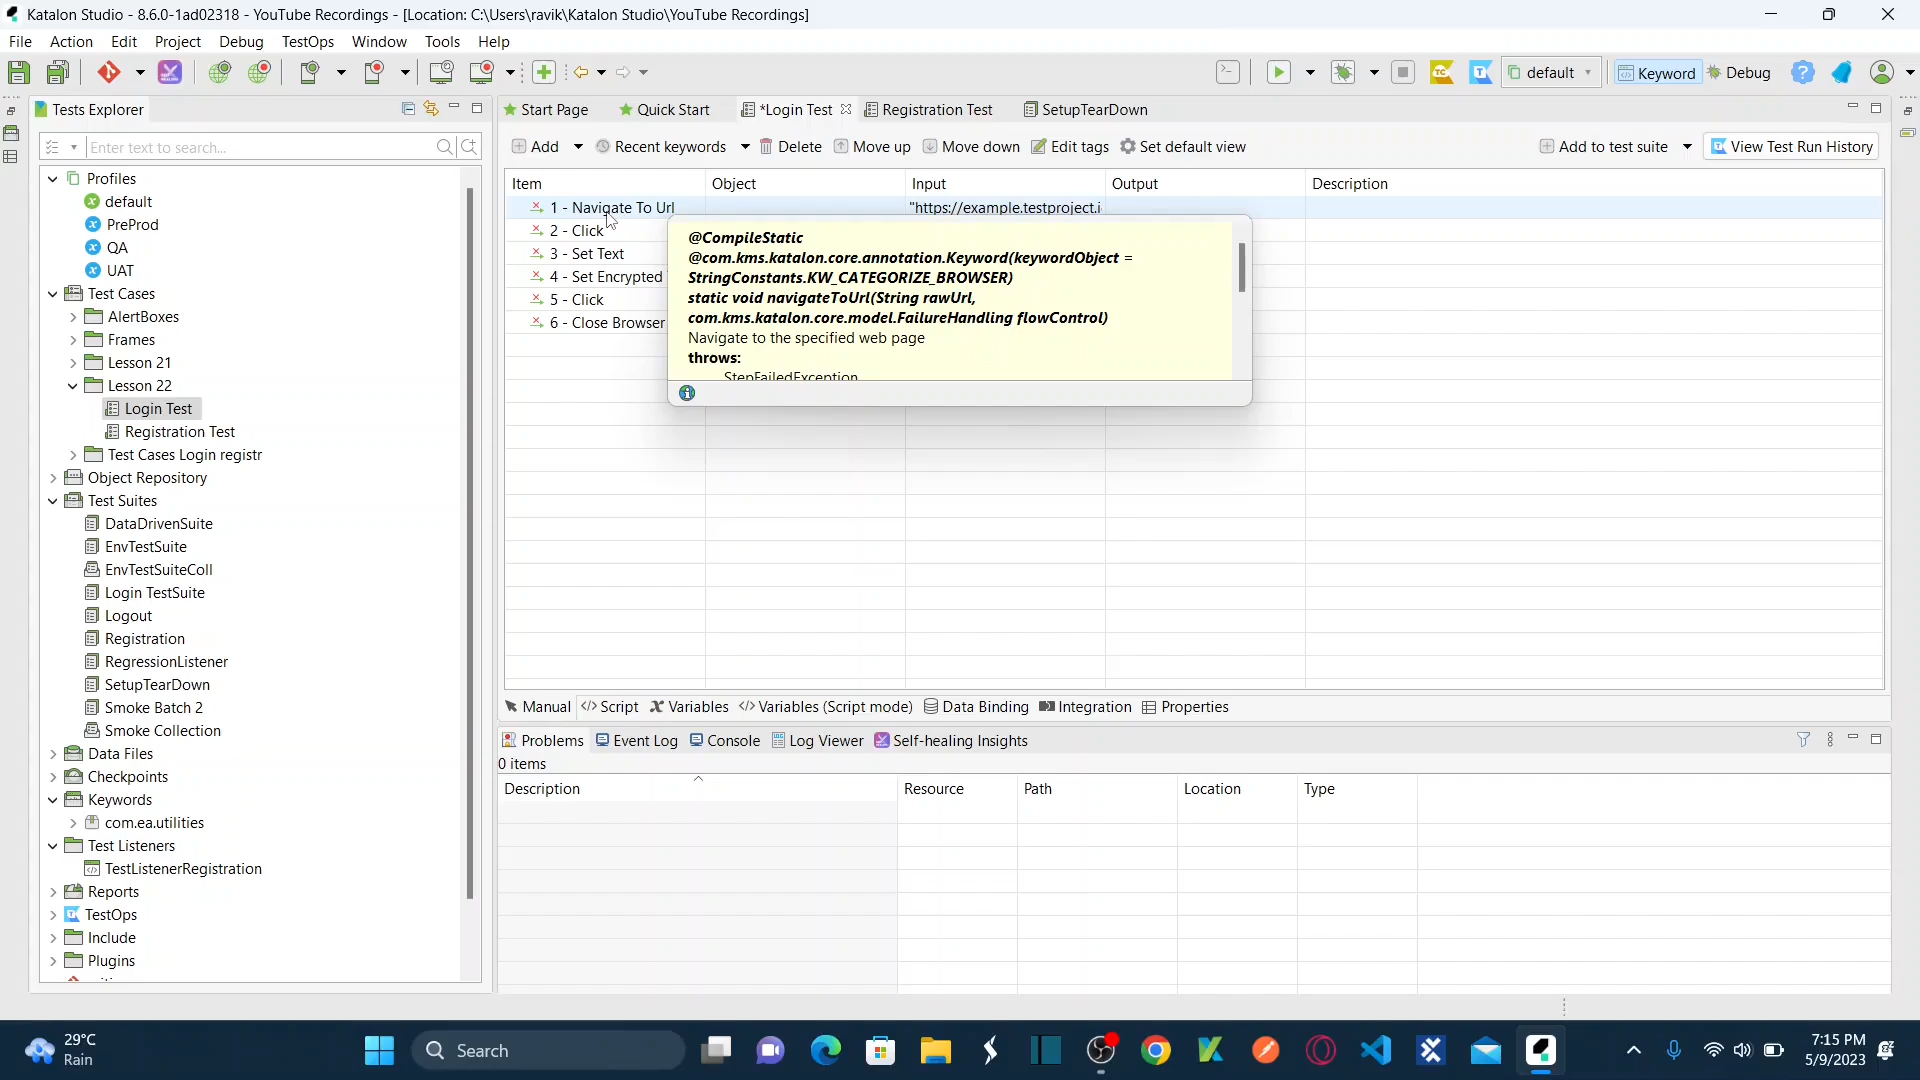 Katalon Studio - 8.6.0-1ad02318 - YouTube Recordings - [Location: C:\Users\ravik\Katalon Studio\YouTube Recordings]
File Action Edit Project Debug TestOps Window Tools Help
default
Keyword
Debug
Tests Explorer
Enter text to search...
Profiles
default
PreProd
QA
UAT
Test Cases
AlertBoxes
Frames
Lesson 21
Lesson 22
Login Test
Registration Test
Test Cases Login registr
Object Repository
Test Suites
DataDrivenSuite
EnvTestSuite
EnvTestSuiteColl
Login TestSuite
Logout
Registration
RegressionListener
SetupTearDown
Smoke Batch 2
Smoke Collection
Data Files
Checkpoints
Keywords
com.ea.utilities
Test Listeners
TestListenerRegistration
Reports
TestOps
Include
Plugins
Start Page Quick Start *Login Test Registration Test SetupTearDown
Add Recent keywords Delete Move up Move down Edit tags Set default view Add to test suite View Test Run History
Item Object Input Output Description
1 - Navigate To Url "https://example.testproject.i
2 - Click
3 - Set Text
4 - Set Encrypted
5 - Click
6 - Close Browser
@CompileStatic
@com.kms.katalon.core.annotation.Keyword(keywordObject =
StringConstants.KW_CATEGORIZE_BROWSER)
static void navigateToUrl(String rawUrl,
com.kms.katalon.core.model.FailureHandling flowControl)
Navigate to the specified web page
throws:
StepFailedException
Manual Script Variables Variables (Script mode) Data Binding Integration Properties
Problems Event Log Console Log Viewer Self-healing Insights
0 items
Description Resource Path Location Type
29°C
Rain
Search
7:15 PM
5/9/2023